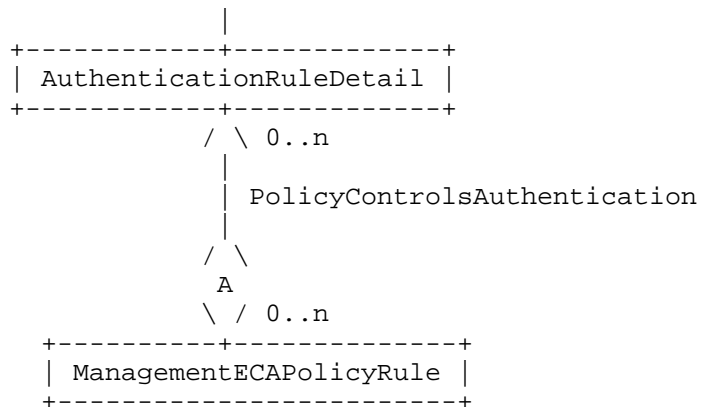 AuthenticationRuleDetail
0..n
PolicyControlsAuthentication
A
0..n
ManagementECAPolicyRule